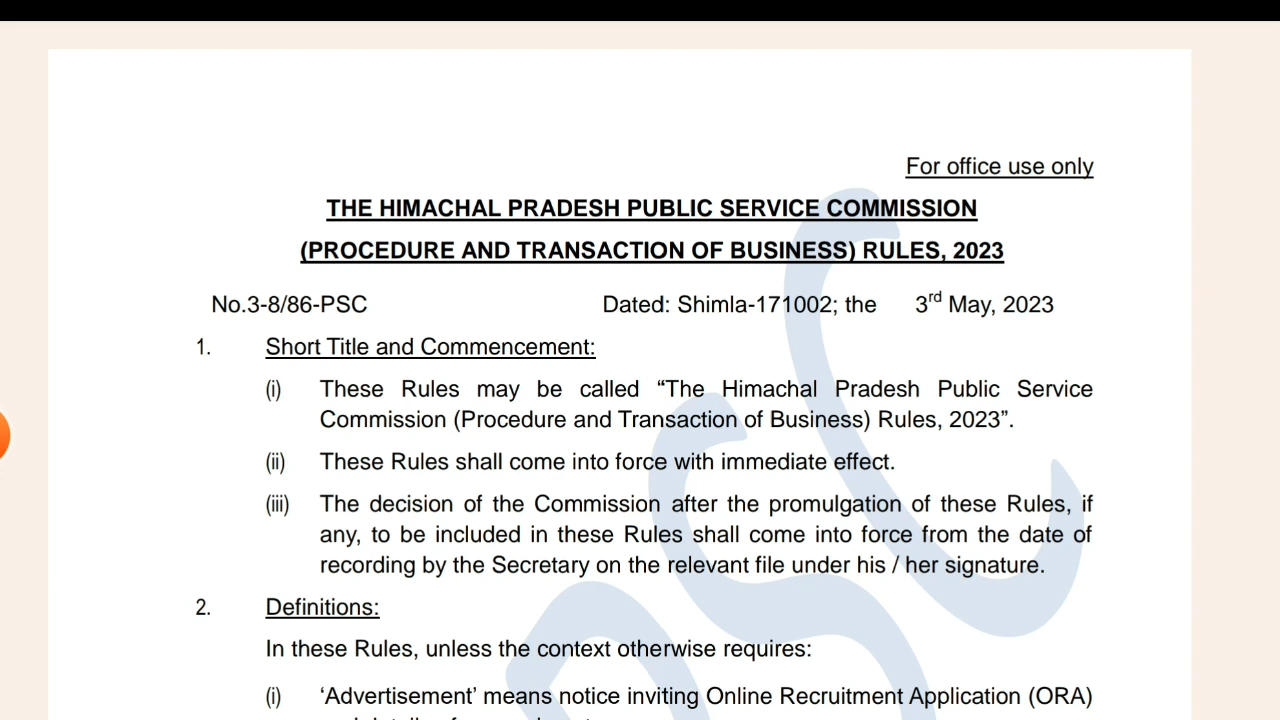 For office use only
THE HIMACHAL PRADESH PUBLIC SERVICE COMMISSION
(PROCEDURE AND TRANSACTION OF BUSINESS) RULES, 2023
No.3-8/86-PSC Dated: Shimla-171002; the 3rd May, 2023
1. Short Title and Commencement:
(i) These Rules may be called “The Himachal Pradesh Public Service
Commission (Procedure and Transaction of Business) Rules, 2023”.
(ii) These Rules shall come into force with immediate effect.
(iii) The decision of the Commission after the promulgation of these Rules, if
any, to be included in these Rules shall come into force from the date of
recording by the Secretary on the relevant file under his / her signature.
2. Definitions:
In these Rules, unless the context otherwise requires:
(i) ‘Advertisement’ means notice inviting Online Recruitment Application (ORA)